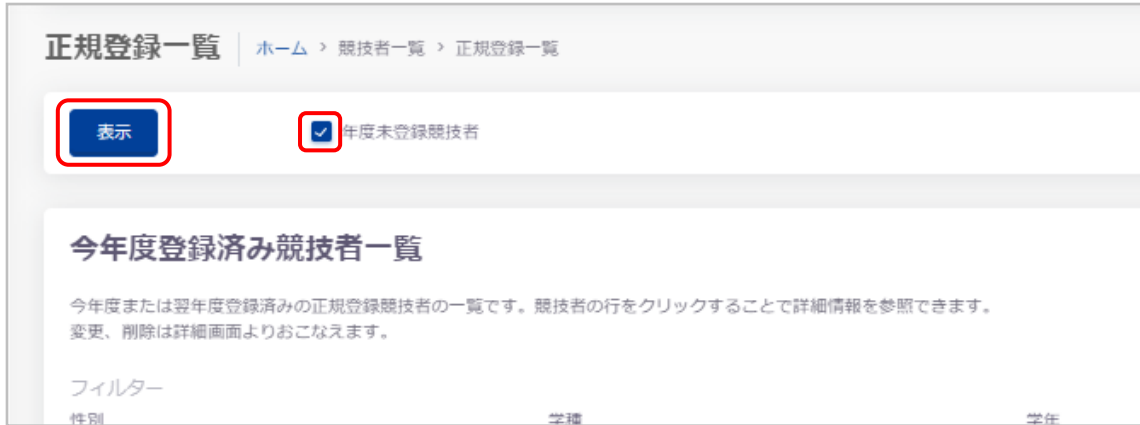 正規登録一覧 ホーム > 競技者一覧 > 正規登録一覧
表示 年度未登録競技者
今年度登録済み競技者一覧
今年度または翌年度登録済みの正規登録競技者の一覧です。競技者の行をクリックすることで詳細情報を参照できます。
変更、削除は詳細画面よりおこなえます。
フィルター
性別 学種 学年